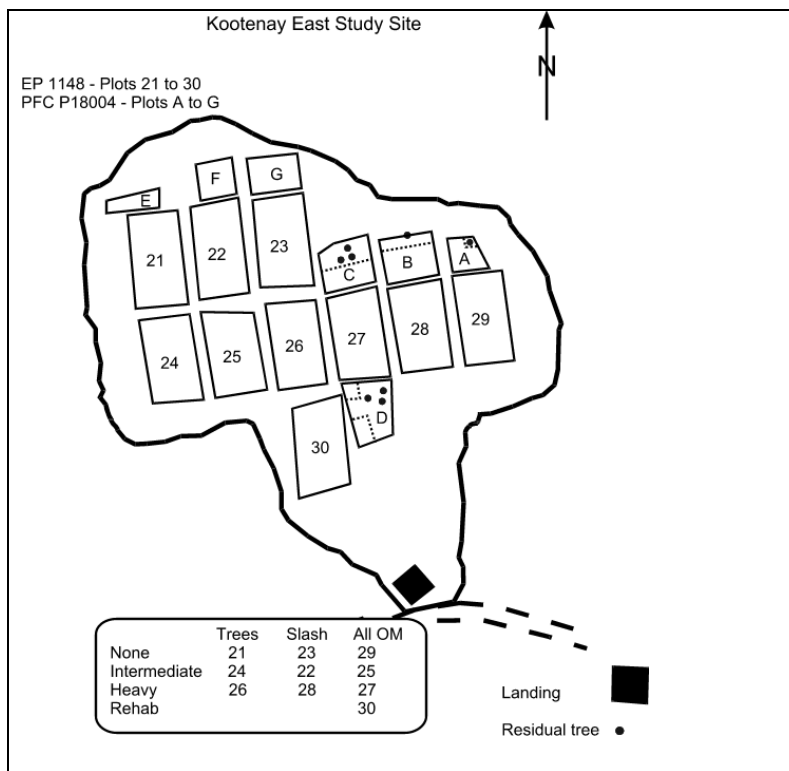 Kootenay East Study Site
N
EP 1148 - Plots 21 to 30
PFC P18004 - Plots A to G
F
G
E
21
22
23
C
B
A
24
25
26
27
28
29
D
30
Trees Slash All OM
None 21 23 29
Intermediate 24 22 25
Heavy 26 28 27
Rehab 30
Landing
Residual tree